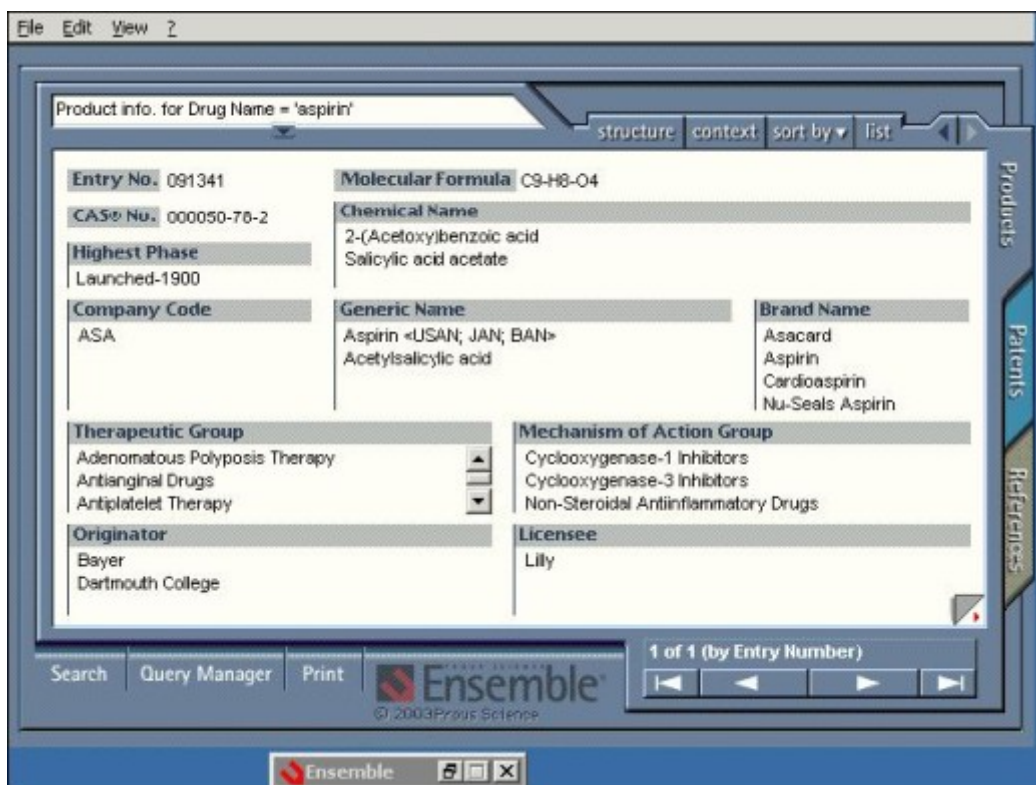 File Edit View ?
Product info. for Drug Name = 'aspirin'
structure context sort by list
Entry No. 091341
Molecular Formula C9-H8-O4
CAS® No. 000050-78-2
Chemical Name
2-(Acetoxy)benzoic acid
Salicylic acid acetate
Highest Phase
Launched-1900
Company Code
ASA
Generic Name
Aspirin <USAN; JAN; BAN>
Acetylsalicylic acid
Brand Name
Asacard
Aspirin
Cardioaspirin
Nu-Seals Aspirin
Therapeutic Group
Adenomatous Polyposis Therapy
Antianginal Drugs
Antiplatelet Therapy
Mechanism of Action Group
Cyclooxygenase-1 Inhibitors
Cyclooxygenase-3 Inhibitors
Non-Steroidal Antiinflammatory Drugs
Originator
Bayer
Dartmouth College
Licensee
Lilly
Products
Patents
References
Search Query Manager Print
PROUS SCIENCE
Ensemble
© 2003 Prous Science
1 of 1 (by Entry Number)
Ensemble